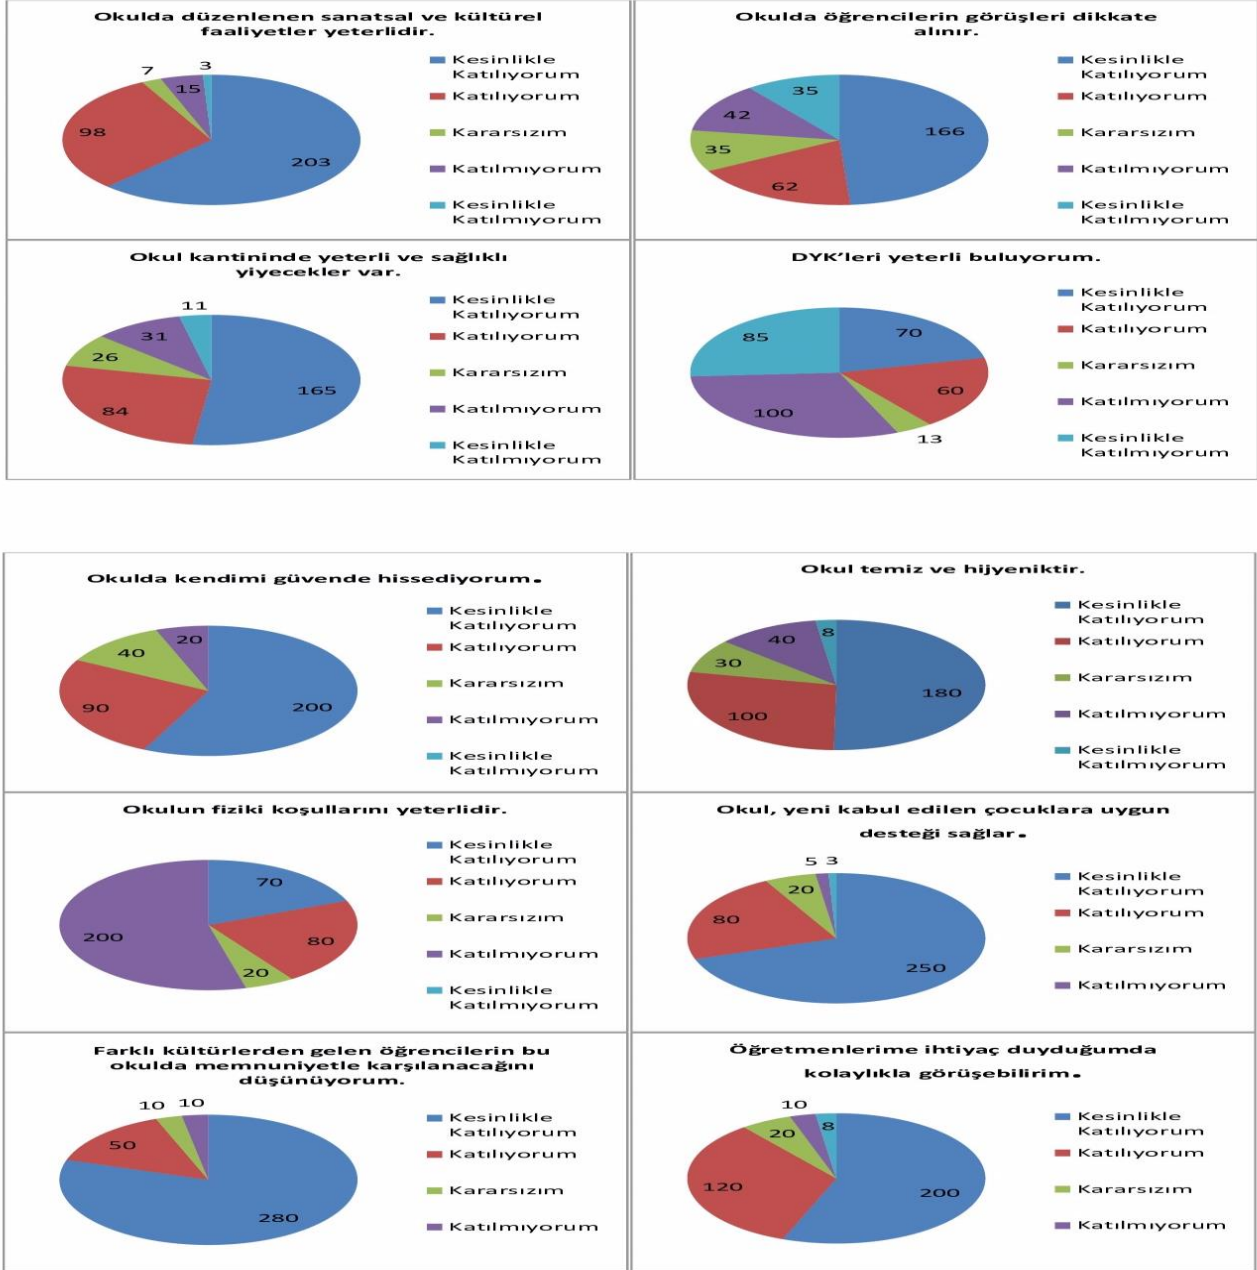 Okulda düzenlenen sanatsal ve kültürel
faaliyetler yeterlidir.
7
3
15
98
203
Kesinlikle
Katılıyorum
Katılıyorum
Kararsızım
Katılmıyorum
Kesinlikle
Katılmıyorum
Okulda öğrencilerin görüşleri dikkate
alınır.
35
42
166
35
62
Kesinlikle
Katılıyorum
Katılıyorum
Kararsızım
Katılmıyorum
Kesinlikle
Katılmıyorum
Okul kantininde yeterli ve sağlıklı
yiyecekler var.
11
31
26
165
84
Kesinlikle
Katılıyorum
Katılıyorum
Kararsızım
Katılmıyorum
Kesinlikle
Katılmıyorum
DYK’leri yeterli buluyorum.
85
70
60
100
13
Kesinlikle
Katılıyorum
Katılıyorum
Kararsızım
Katılmıyorum
Kesinlikle
Katılmıyorum
Okulda kendimi güvende hissediyorum.
20
40
90
200
Kesinlikle
Katılıyorum
Katılıyorum
Kararsızım
Katılmıyorum
Kesinlikle
Katılmıyorum
Okul temiz ve hijyeniktir.
8
40
30
180
100
Kesinlikle
Katılıyorum
Katılıyorum
Kararsızım
Katılmıyorum
Kesinlikle
Katılmıyorum
Okulun fiziki koşullarını yeterlidir.
70
200
80
20
Kesinlikle
Katılıyorum
Katılıyorum
Kararsızım
Katılmıyorum
Kesinlikle
Katılmıyorum
Okul, yeni kabul edilen çocuklara uygun
desteği sağlar.
5 3
20
80
250
Kesinlikle
Katılıyorum
Katılıyorum
Kararsızım
Katılmıyorum
Farklı kültürlerden gelen öğrencilerin bu
okulda memnuniyetle karşılanacağını
düşünüyorum.
10 10
50
280
Kesinlikle
Katılıyorum
Katılıyorum
Kararsızım
Katılmıyorum
Öğretmenlerime ihtiyaç duyduğumda
kolaylıkla görüşebilirim.
10
8
20
120
200
Kesinlikle
Katılıyorum
Katılıyorum
Kararsızım
Katılmıyorum